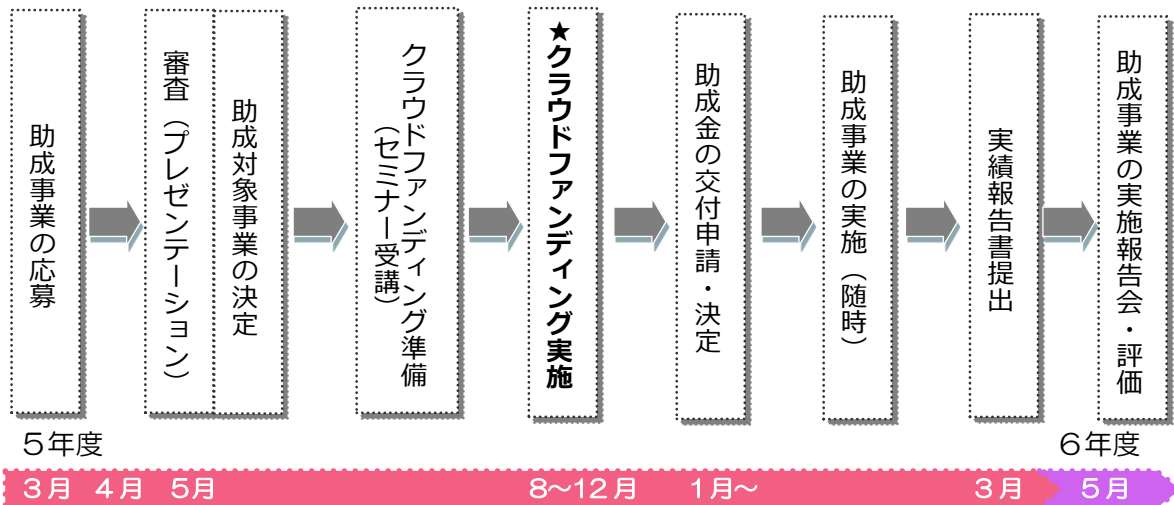 助成事業の応募
審査（プレゼンテーション）
助成対象事業の決定
クラウドファンディング準備
（セミナー受講）
★クラウドファンディング実施
助成金の交付申請・決定
助成事業の実施（随時）
実績報告書提出
助成事業の実施報告会・評価
５年度
６年度
３月 ４月 ５月 8～12月 １月～ ３月 ５月